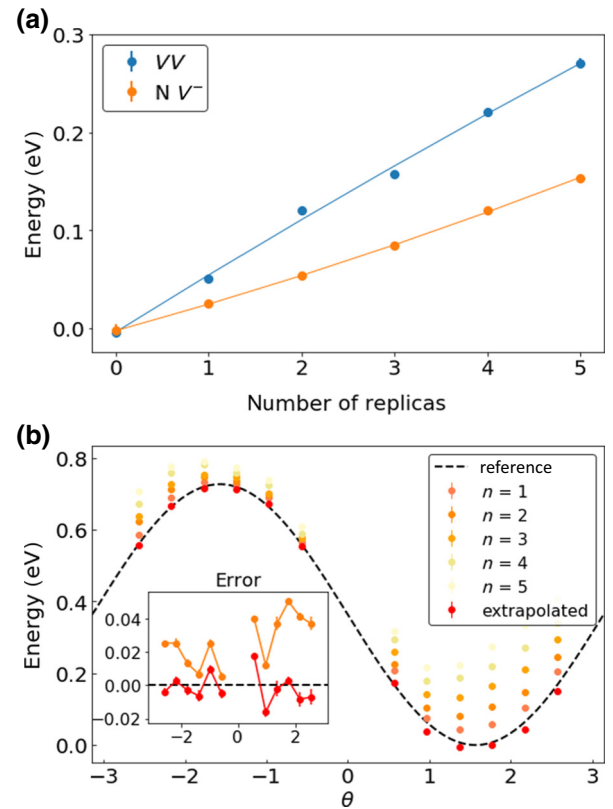 (a)
0.3
0.2
0.1
0.0
Energy (eV)
VV
N V⁻
0 1 2 3 4 5
Number of replicas
(b)
0.8
0.6
0.4
0.2
0.0
Energy (eV)
reference
n = 1
n = 2
n = 3
n = 4
n = 5
extrapolated
Error
0.04
0.02
0.00
−0.02
−2 0 2
−3 −2 −1 0 1 2 3
θ